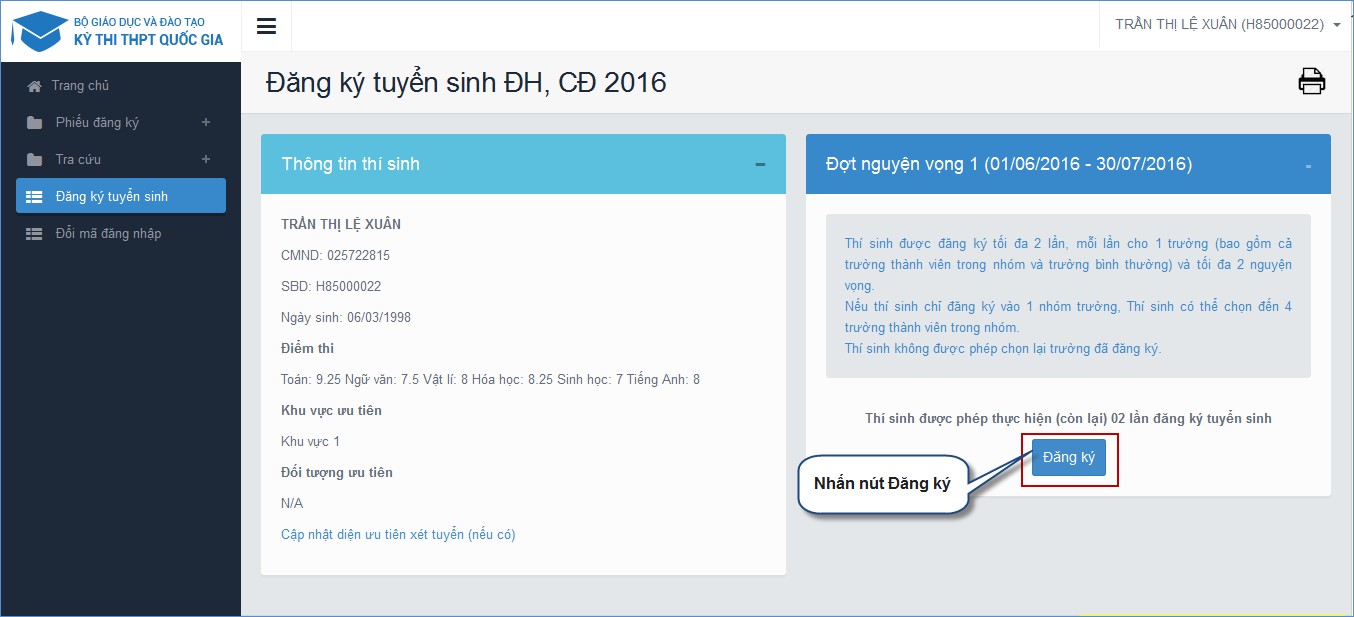 BỘ GIÁO DỤC VÀ ĐÀO TẠO
KỲ THI THPT QUỐC GIA
TRẦN THỊ LỆ XUÂN (H85000022)
Trang chủ
Phiếu đăng ký +
Tra cứu +
Đăng ký tuyển sinh
Đổi mã đăng nhập
Đăng ký tuyển sinh ĐH, CĐ 2016
Thông tin thí sinh
TRẦN THỊ LỆ XUÂN
CMND: 025722815
SBD: H85000022
Ngày sinh: 06/03/1998
Điểm thi
Toán: 9.25 Ngữ văn: 7.5 Vật lí: 8 Hóa học: 8.25 Sinh học: 7 Tiếng Anh: 8
Khu vực ưu tiên
Khu vực 1
Đối tượng ưu tiên
N/A
Cập nhật diện ưu tiên xét tuyển (nếu có)
Đợt nguyện vọng 1 (01/06/2016 - 30/07/2016)
Thí sinh được đăng ký tối đa 2 lần, mỗi lần cho 1 trường (bao gồm cả
trường thành viên trong nhóm và trường bình thường) và tối đa 2 nguyện
vọng.
Nếu thí sinh chỉ đăng ký vào 1 nhóm trường, Thí sinh có thể chọn đến 4
trường thành viên trong nhóm.
Thí sinh không được phép chọn lại trường đã đăng ký.
Thí sinh được phép thực hiện (còn lại) 02 lần đăng ký tuyển sinh
Đăng ký
Nhấn nút Đăng ký